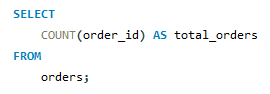 SELECT
    COUNT(order_id) AS total_orders
FROM
    orders;